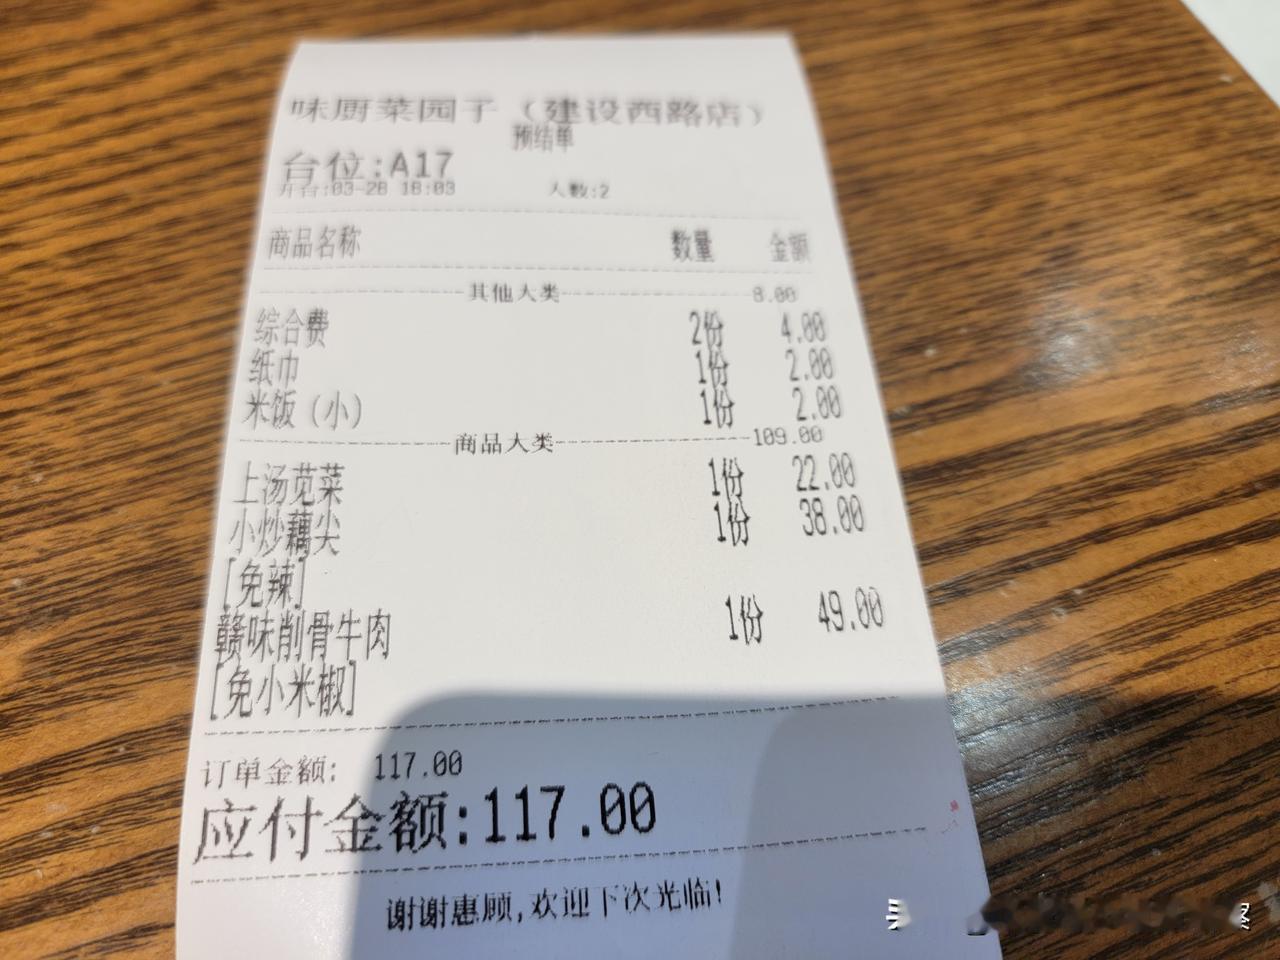 味厨菜园子（建设西路店）
预结单
台位:A17
开台:03-28 18:03 人数:2
商品名称 数量 金额
其他大类 8.00
综合费 2份 4.00
纸巾 1份 2.00
米饭（小） 1份 2.00
商品大类 109.00
上汤苋菜 1份 22.00
小炒藕尖 1份 38.00
[免辣]
赣味削骨牛肉 1份 49.00
[免小米椒]
订单金额: 117.00
应付金额:117.00
谢谢惠顾,欢迎下次光临!